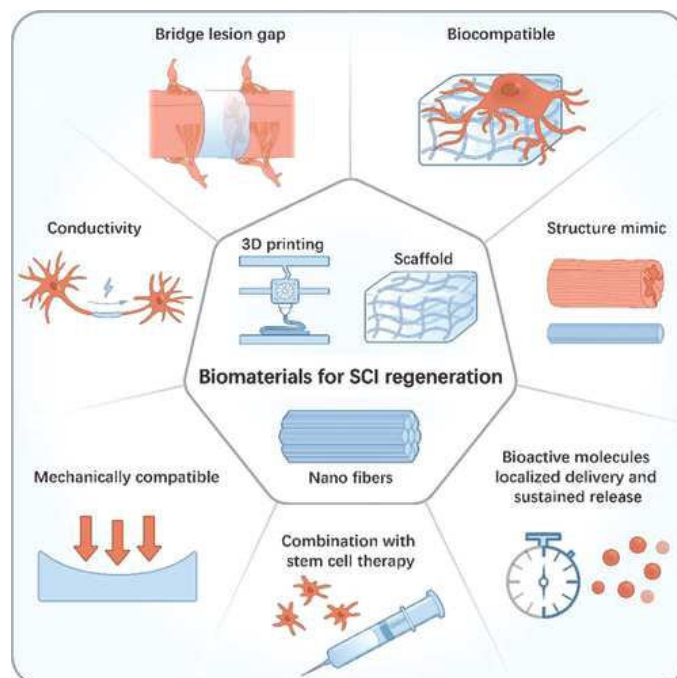 Bridge lesion gap
Biocompatible
Conductivity
3D printing
Scaffold
Structure mimic
Biomaterials for SCI regeneration
Nano fibers
Mechanically compatible
Combination with
stem cell therapy
Bioactive molecules
localized delivery and
sustained release